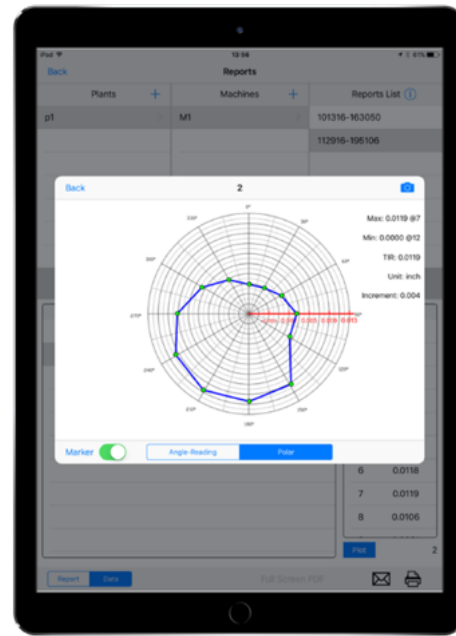 iPad
13:56
61%
Back
Reports
Plants +
Machines +
Reports List
p1
M1
101316-163050
112916-195106
Back
2
Max: 0.0119 @7
Min: 0.0000 @12
TIR: 0.0119
Unit: inch
Increment: 0.004
0°
30°
60°
90°
120°
180°
210°
240°
270°
300°
330°
0.013
Marker
Angle-Reading
Polar
6 0.0118
7 0.0119
8 0.0106
Plot
2
Report
Data
Full Screen PDF